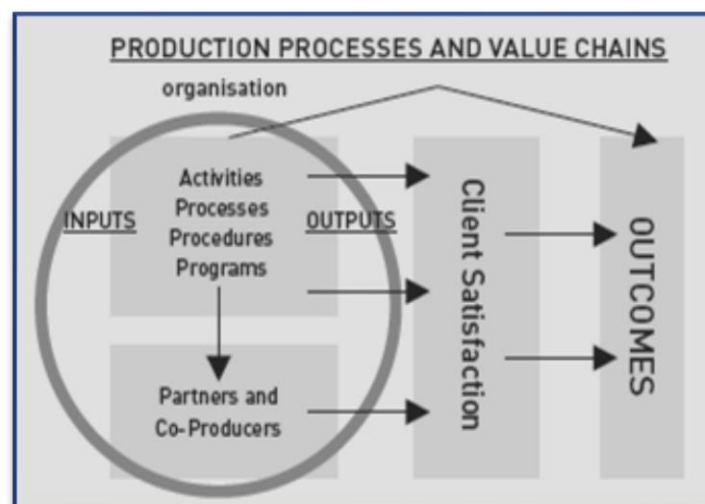 PRODUCTION PROCESSES AND VALUE CHAINS
organisation
Activities
Processes
Procedures
Programs
INPUTS
OUTPUTS
Partners and
Co-Producers
Client Satisfaction
OUTCOMES